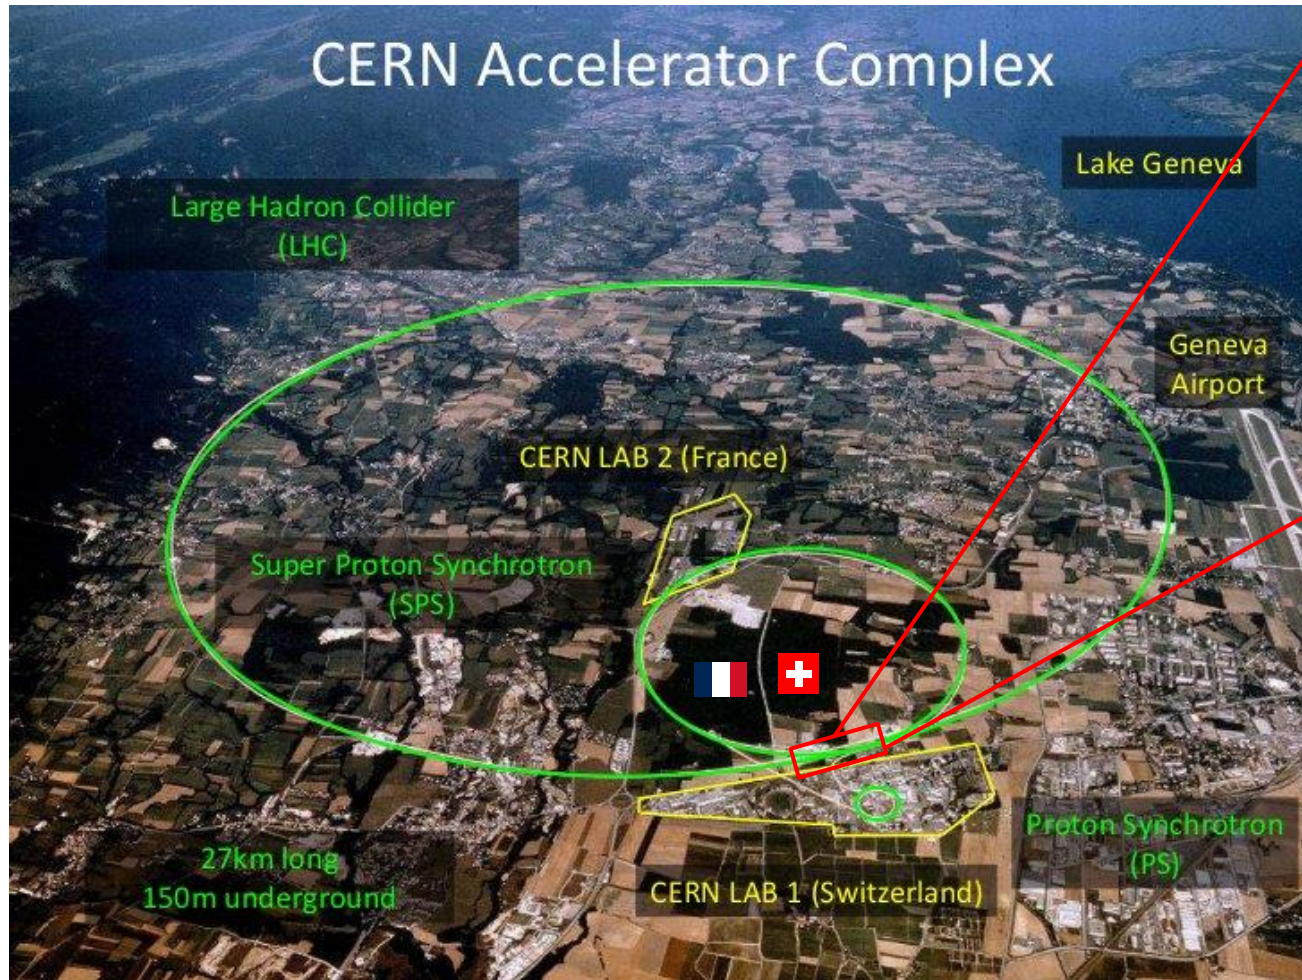 CERN Accelerator Complex
Lake Geneva
Large Hadron Collider
(LHC)
Geneva
Airport
CERN LAB 2 (France)
Super Proton Synchrotron
(SPS)
Proton Synchrotron
(PS)
27km long
150m underground
CERN LAB 1 (Switzerland)